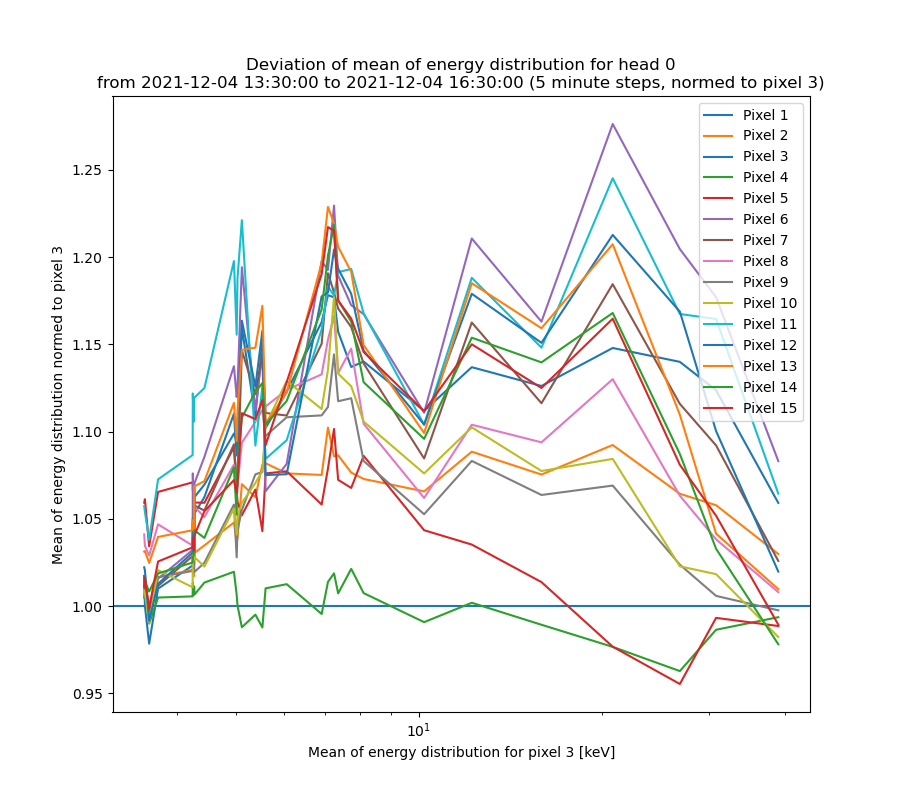 Deviation of mean of energy distribution for head 0
from 2021-12-04 13:30:00 to 2021-12-04 16:30:00 (5 minute steps, normed to pixel 3)
Mean of energy distribution normed to pixel 3
1.25
1.20
1.15
1.10
1.05
1.00
0.95
Pixel 1
Pixel 2
Pixel 3
Pixel 4
Pixel 5
Pixel 6
Pixel 7
Pixel 8
Pixel 9
Pixel 10
Pixel 11
Pixel 12
Pixel 13
Pixel 14
Pixel 15
10¹
Mean of energy distribution for pixel 3 [keV]